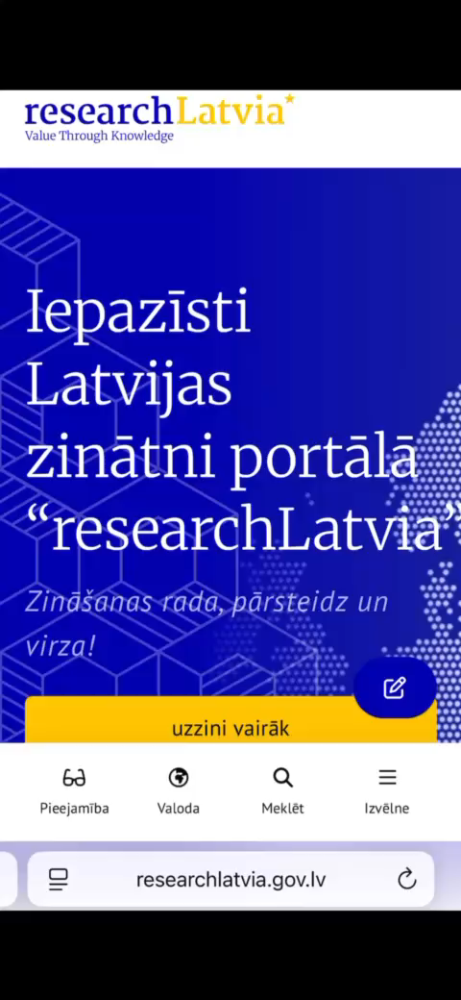 researchLatvia
Value Through Knowledge
Iepazīsti
Latvijas
zinātni portālā
“researchLatvia”
Zināšanas rada, pārsteidz un
virza!
uzzini vairāk
Pieejamība Valoda Meklēt Izvēlne
researchlatvia.gov.lv